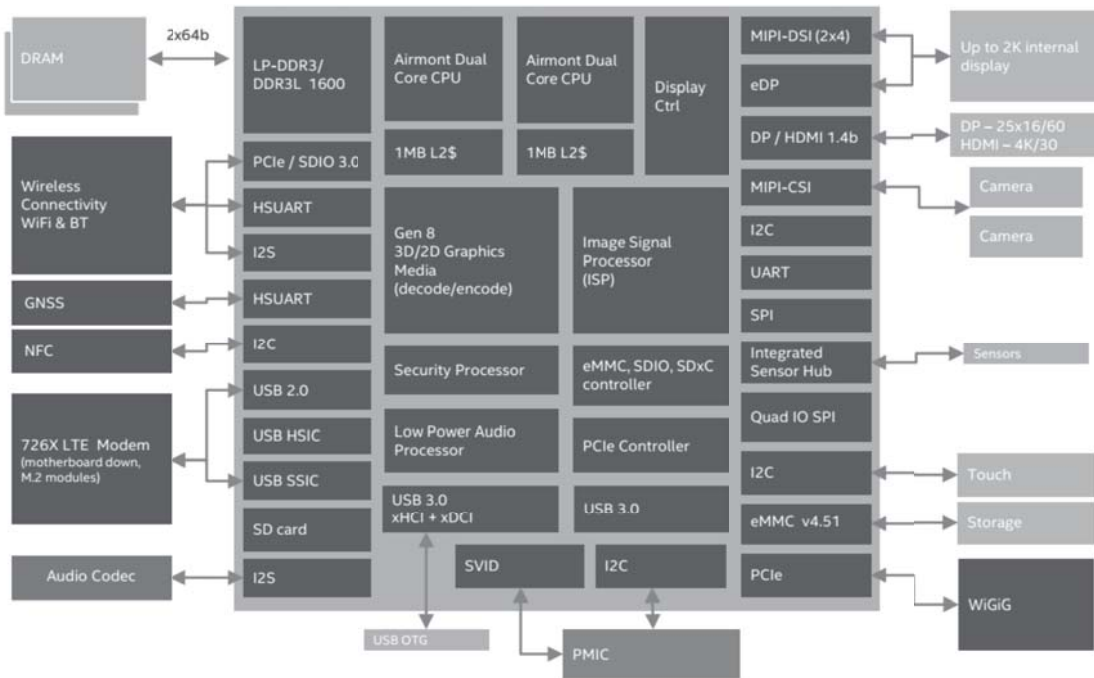 DRAM
2x64b
Wireless
Connectivity
WiFi & BT
GNSS
NFC
726X LTE Modem
(motherboard down,
M.2 modules)
Audio Codec
LP-DDR3/
DDR3L 1600
PCIe / SDIO 3.0
HSUART
I2S
HSUART
I2C
USB 2.0
USB HSIC
USB SSIC
SD card
I2S
Airmont Dual
Core CPU
Airmont Dual
Core CPU
Display
Ctrl
1MB L2$
1MB L2$
Gen 8
3D/2D Graphics
Media
(decode/encode)
Image Signal
Processor
(ISP)
Security Processor
eMMC, SDIO, SDxC
controller
Low Power Audio
Processor
PCIe Controller
USB 3.0
xHCI + xDCI
USB 3.0
SVID
I2C
USB OTG
PMIC
MIPI-DSI (2x4)
eDP
DP / HDMI 1.4b
MIPI-CSI
I2C
UART
SPI
Integrated
Sensor Hub
Quad IO SPI
I2C
eMMC v4.51
PCIe
Up to 2K internal
display
DP – 25x16/60
HDMI – 4K/30
Camera
Camera
Sensors
Touch
Storage
WiGiG